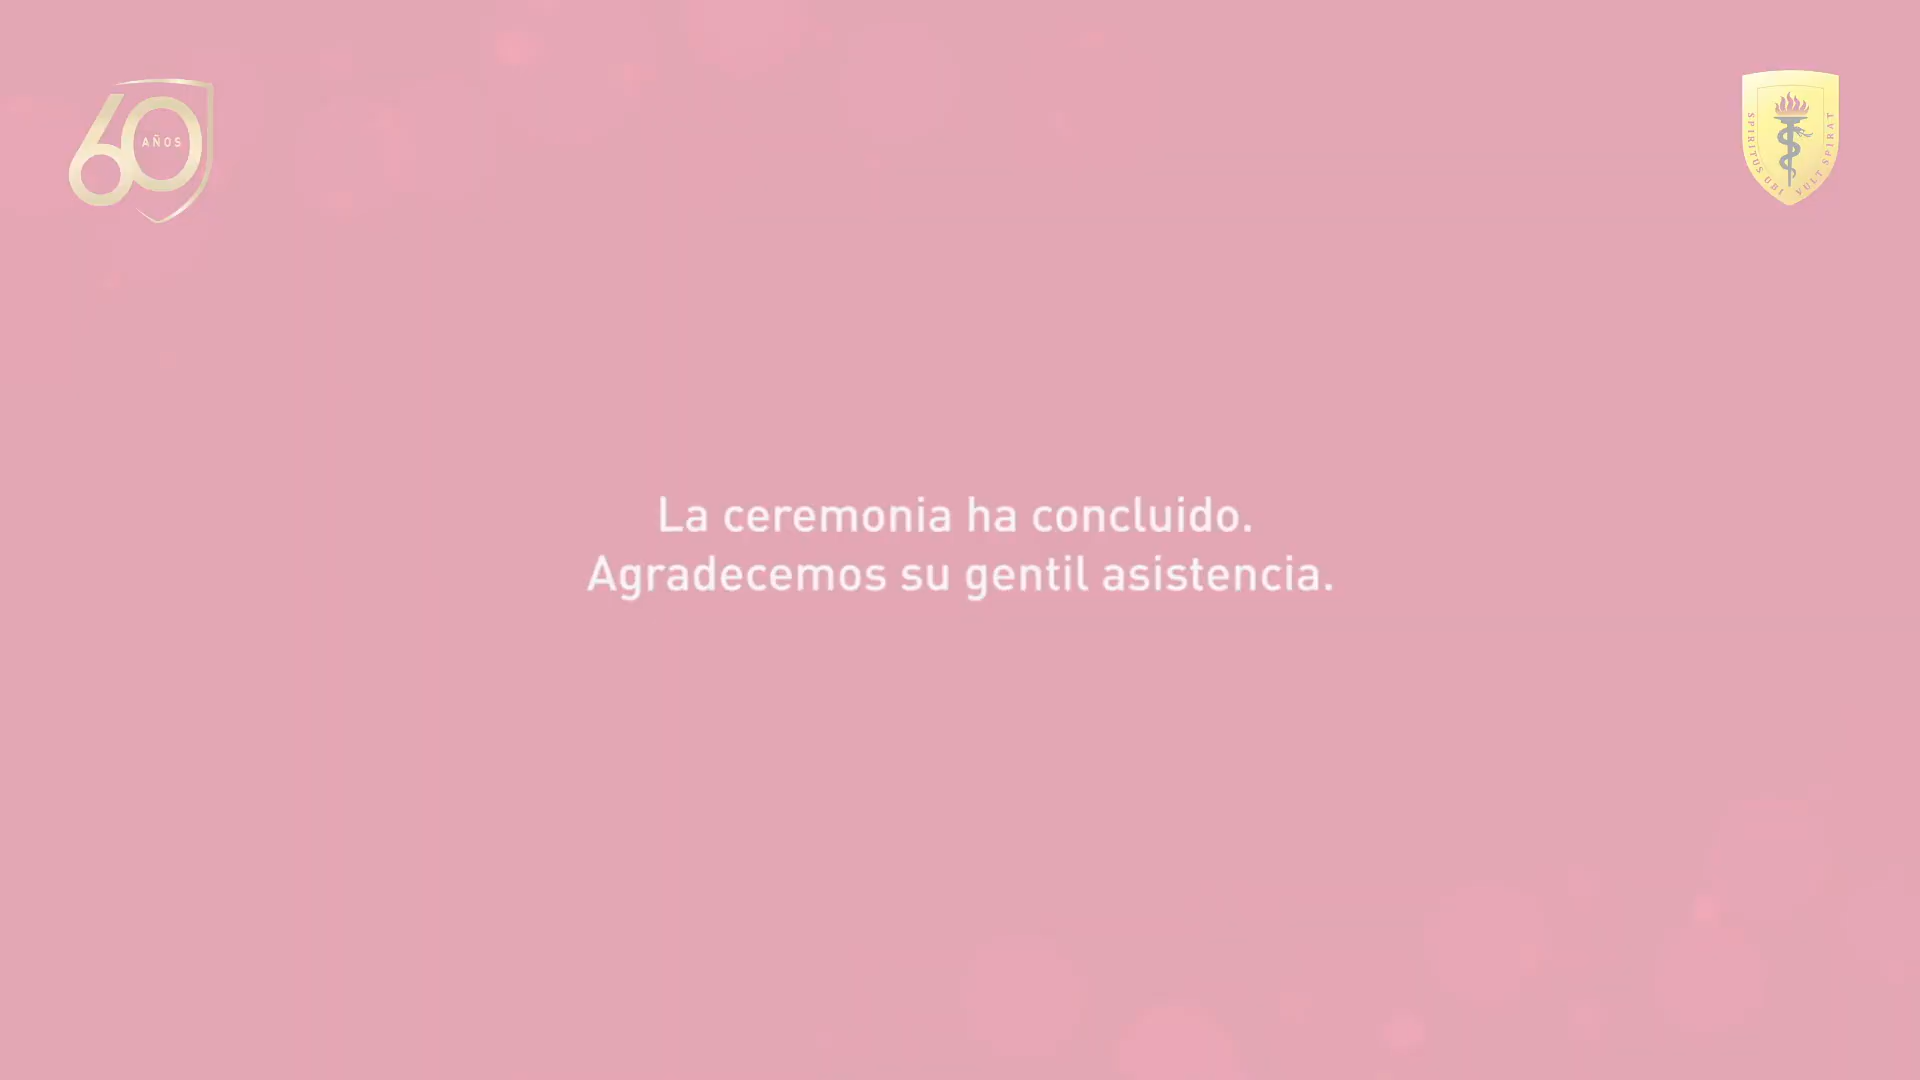 60
AÑOS
SPIRITUS UBI VULT SPIRAT
La ceremonia ha concluido.
Agradecemos su gentil asistencia.